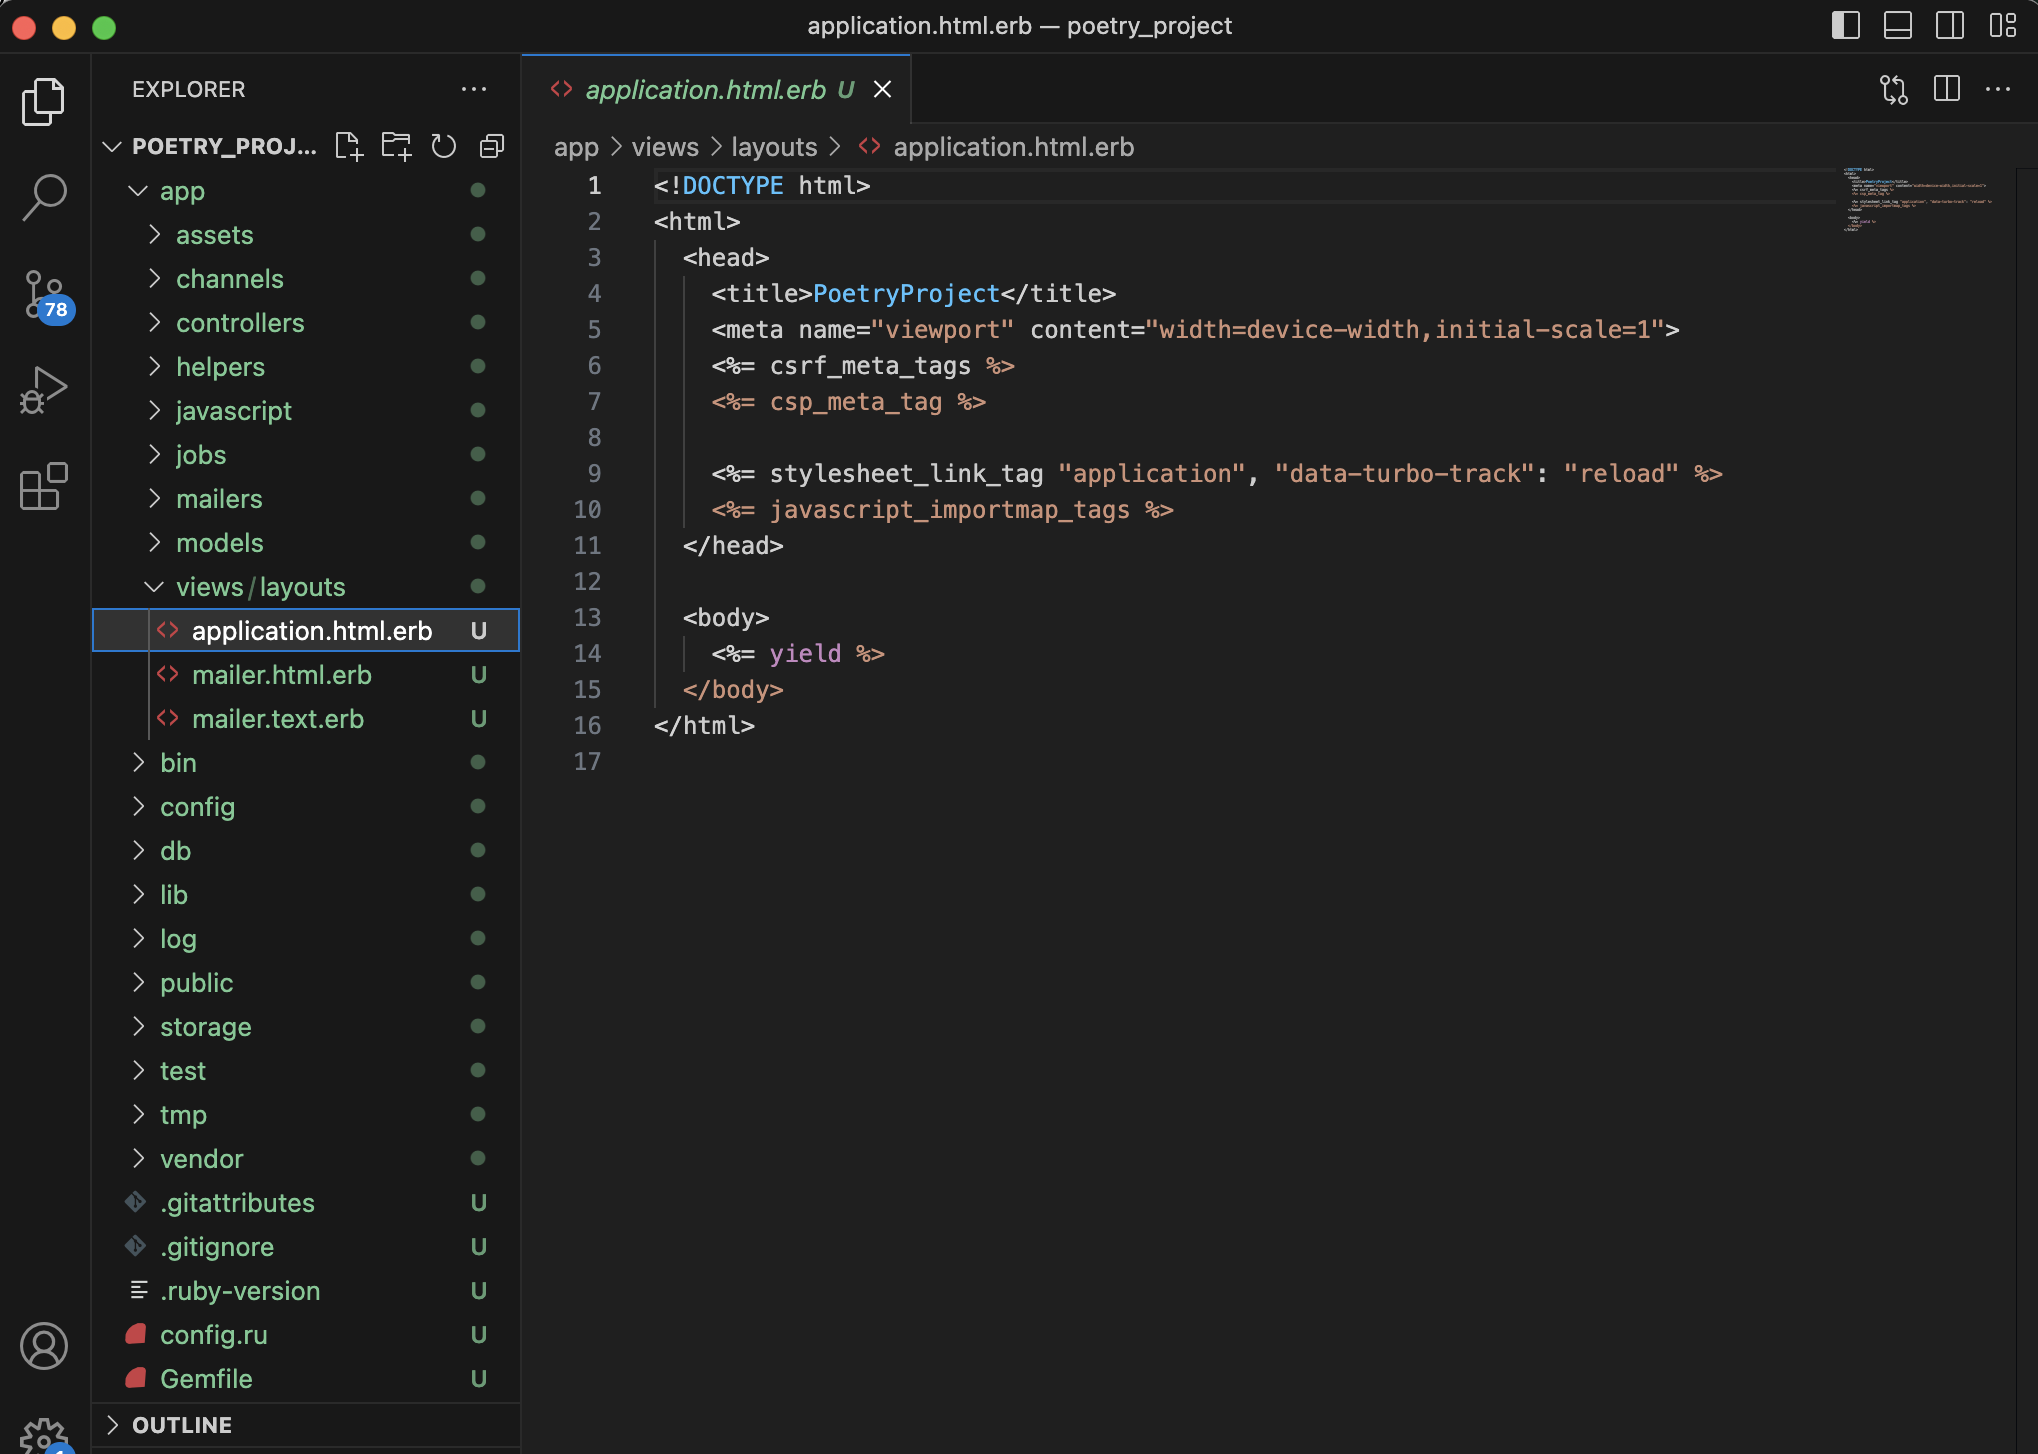 application.html.erb — poetry_project
EXPLORER
POETRY_PROJ...
app
assets
channels
controllers
helpers
javascript
jobs
mailers
models
views/layouts
application.html.erb U
mailer.html.erb U
mailer.text.erb U
bin
config
db
lib
log
public
storage
test
tmp
vendor
.gitattributes U
.gitignore U
.ruby-version U
config.ru U
Gemfile U
OUTLINE
78
application.html.erb U
app > views > layouts > application.html.erb
1 <!DOCTYPE html>
2 <html>
3 <head>
4 <title>PoetryProject</title>
5 <meta name="viewport" content="width=device-width,initial-scale=1">
6 <%= csrf_meta_tags %>
7 <%= csp_meta_tag %>
8
9 <%= stylesheet_link_tag "application", "data-turbo-track": "reload" %>
10 <%= javascript_importmap_tags %>
11 </head>
12
13 <body>
14 <%= yield %>
15 </body>
16 </html>
17